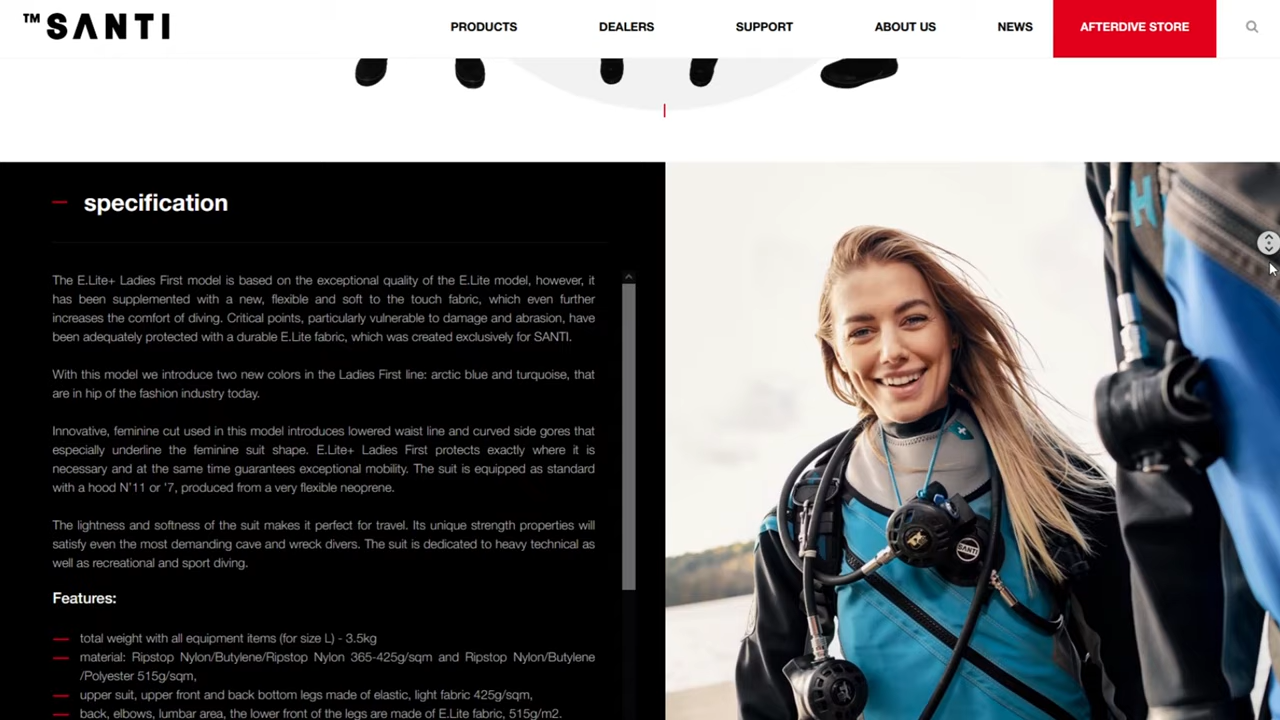 ™ SANTI
PRODUCTS DEALERS SUPPORT ABOUT US NEWS AFTERDIVE STORE
specification
The E.Lite+ Ladies First model is based on the exceptional quality of the E.Lite model, however, it
has been supplemented with a new, flexible and soft to the touch fabric, which even further
increases the comfort of diving. Critical points, particularly vulnerable to damage and abrasion, have
been adequately protected with a durable E.Lite fabric, which was created exclusively for SANTI.
With this model we introduce two new colors in the Ladies First line: arctic blue and turquoise, that
are in hip of the fashion industry today.
Innovative, feminine cut used in this model introduces lowered waist line and curved side gores that
especially underline the feminine suit shape. E.Lite+ Ladies First protects exactly where it is
necessary and at the same time guarantees exceptional mobility. The suit is equipped as standard
with a hood N'11 or '7, produced from a very flexible neoprene.
The lightness and softness of the suit makes it perfect for travel. Its unique strength properties will
satisfy even the most demanding cave and wreck divers. The suit is dedicated to heavy technical as
well as recreational and sport diving.
Features:
total weight with all equipment items (for size L) - 3.5kg
material: Ripstop Nylon/Butylene/Ripstop Nylon 365-425g/sqm and Ripstop Nylon/Butylene
/Polyester 515g/sqm,
upper suit, upper front and back bottom legs made of elastic, light fabric 425g/sqm,
back, elbows, lumbar area, the lower front of the legs are made of E.Lite fabric, 515g/m2.
H
SANTI